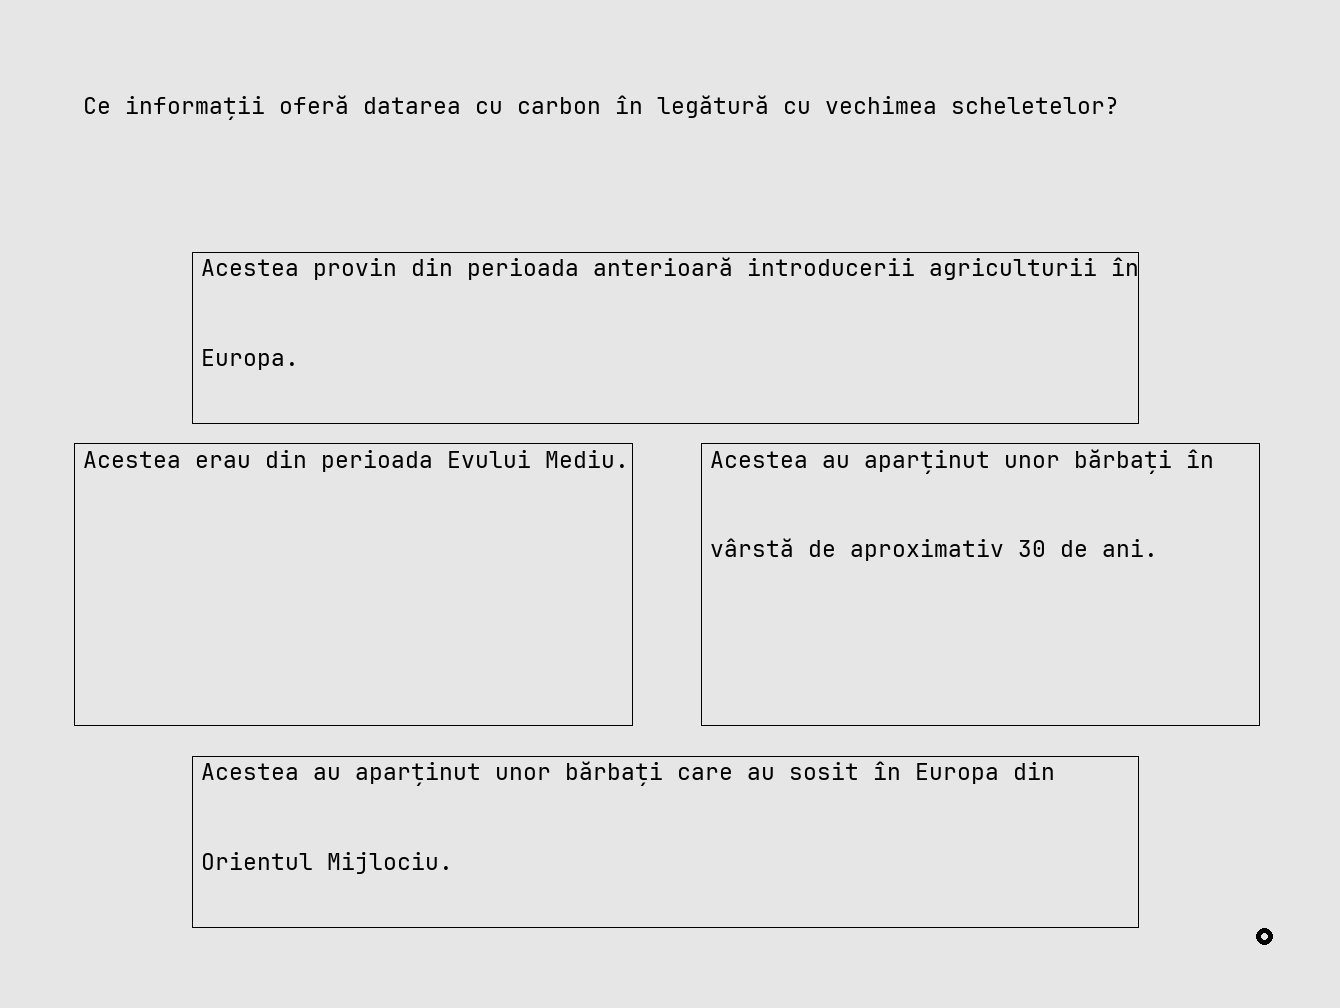 Ce informații oferă datarea cu carbon în legătură cu vechimea scheletelor?
Acestea provin din perioada anterioară introducerii agriculturii în
Europa.
Acestea erau din perioada Evului Mediu.
Acestea au aparținut unor bărbați în
vârstă de aproximativ 30 de ani.
Acestea au aparținut unor bărbați care au sosit în Europa din
Orientul Mijlociu.